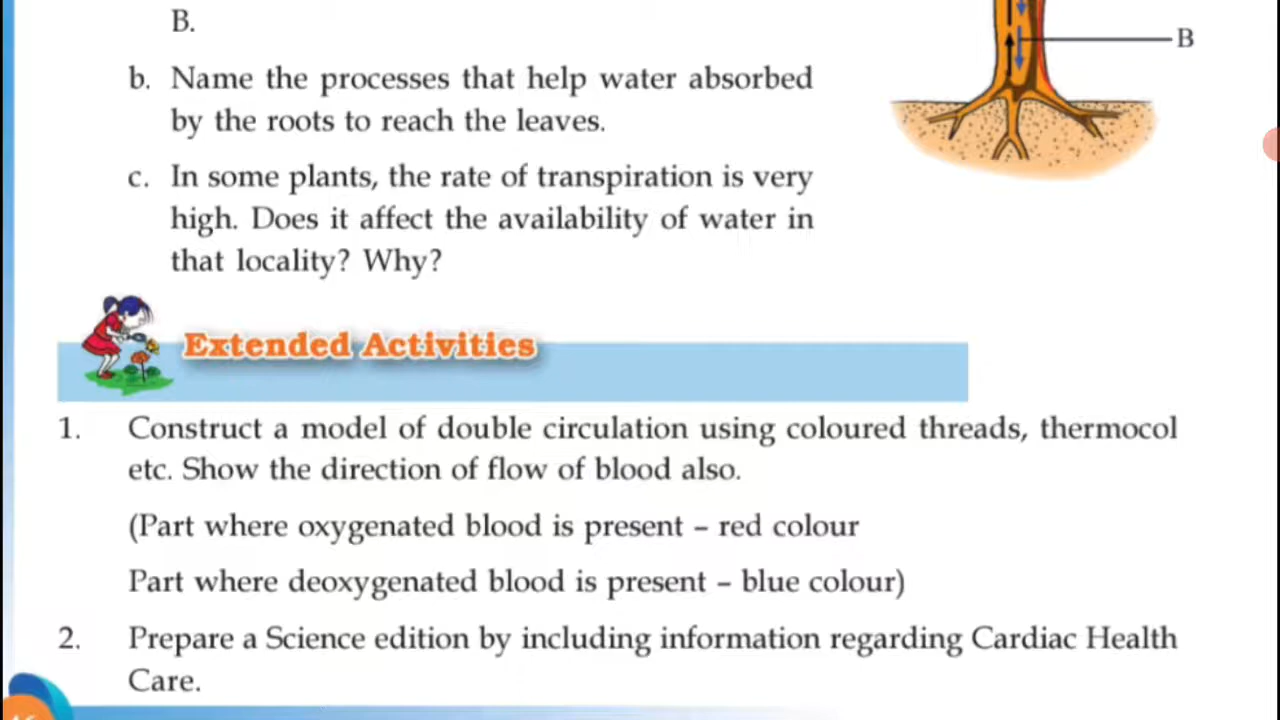 B.
B
b. Name the processes that help water absorbed
by the roots to reach the leaves.
c. In some plants, the rate of transpiration is very
high. Does it affect the availability of water in
that locality? Why?
Extended Activities
1. Construct a model of double circulation using coloured threads, thermocol
etc. Show the direction of flow of blood also.
(Part where oxygenated blood is present – red colour
Part where deoxygenated blood is present – blue colour)
2. Prepare a Science edition by including information regarding Cardiac Health
Care.